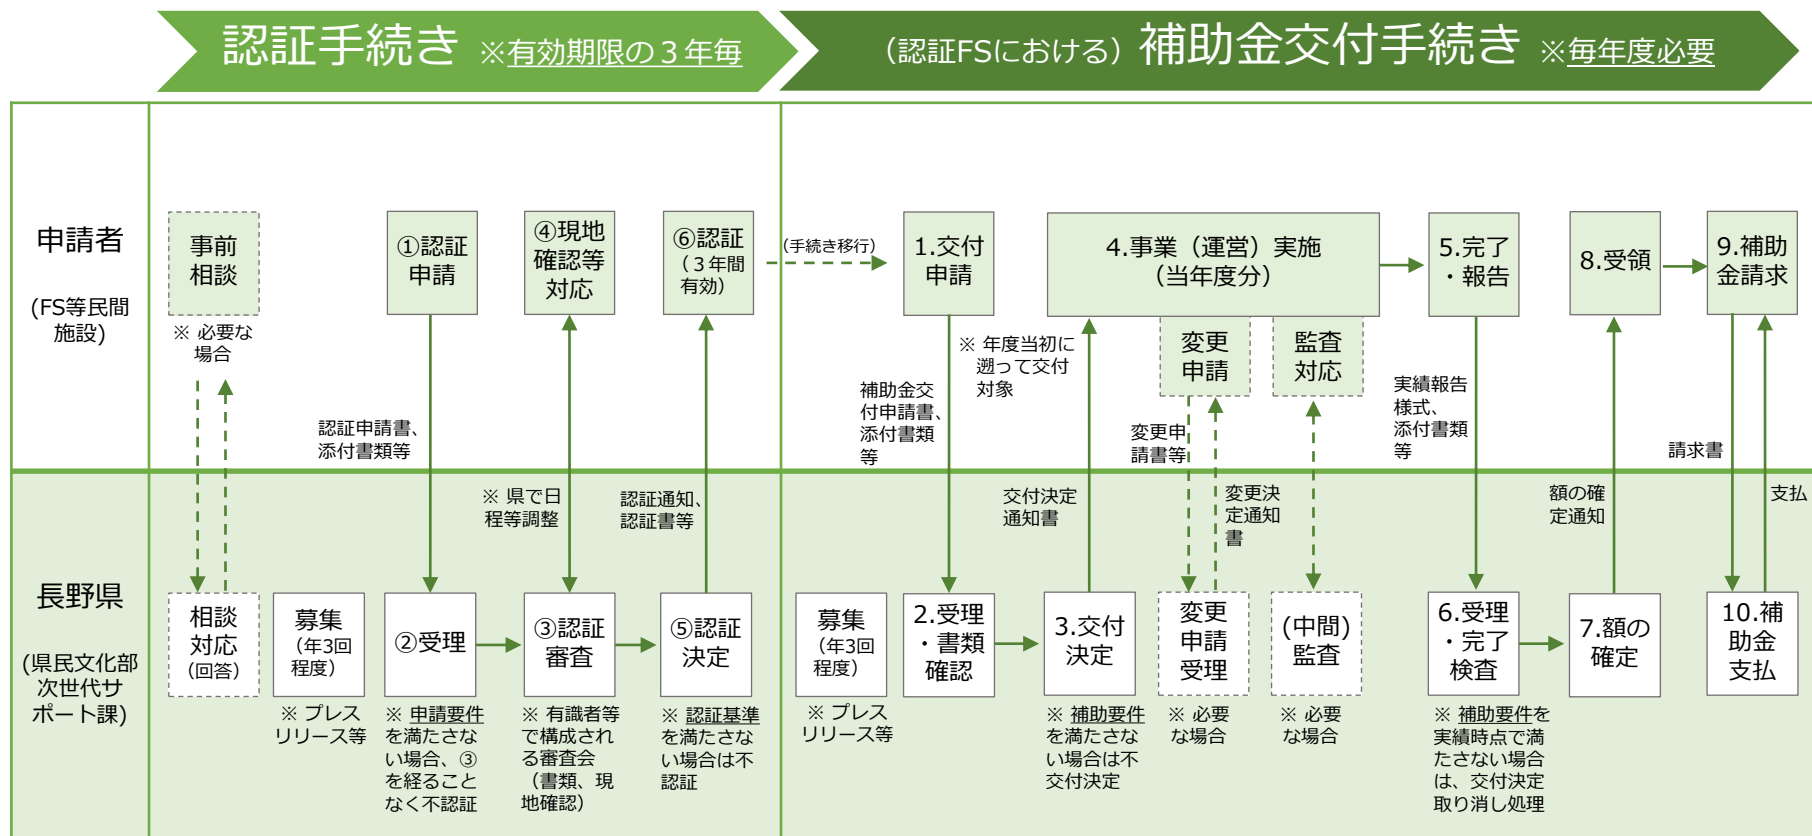 認証手続き ※有効期限の３年毎
（認証FSにおける）補助金交付手続き ※毎年度必要
申請者
(FS等民間
施設)
事前
相談
※ 必要な
場合
①認証
申請
認証申請書、
添付書類等
④現地
確認等
対応
⑥認証
（３年間
有効）
（手続き移行）
1.交付
申請
補助金交
付申請書、
添付書類
等
※ 年度当初に
遡って交付
対象
4.事業（運営）実施
（当年度分）
変更
申請
監査
対応
変更申
請書等
5.完了
・報告
実績報告
様式、
添付書類
等
8.受領
9.補助
金請求
請求書
長野県
(県民文化部
次世代サ
ポート課)
相談
対応
（回答）
募集
（年3回
程度）
※ プレス
リリース等
②受理
※ 申請要件
を満たさな
い場合、③
を経ること
なく不認証
※ 県で日
程等調整
③認証
審査
※ 有識者等
で構成され
る審査会
（書類、現
地確認）
認証通知、
認証書等
⑤認証
決定
※ 認証基準
を満たさな
い場合は不
認証
募集
（年3回
程度）
※ プレス
リリース等
2.受理
・書類
確認
交付決定
通知書
3.交付
決定
※ 補助要件
を満たさな
い場合は不
交付決定
変更決
定通知
書
変更
申請
受理
※ 必要
な場合
(中間)
監査
※ 必要
な場合
6.受理
・完了
検査
※ 補助要件を
実績時点で満
たさない場合
は、交付決定
取り消し処理
額の確
定通知
7.額の
確定
支払
10.補
助金
支払